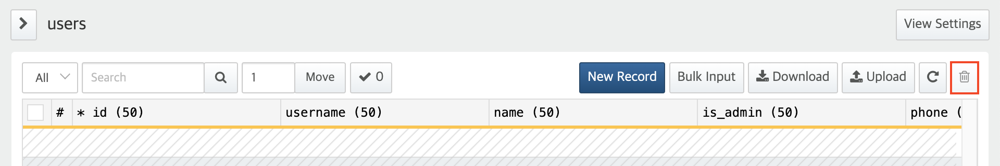 users
View Settings
All Search 1 Move 0 New Record Bulk Input Download Upload
# * id (50) username (50) name (50) is_admin (50) phone (